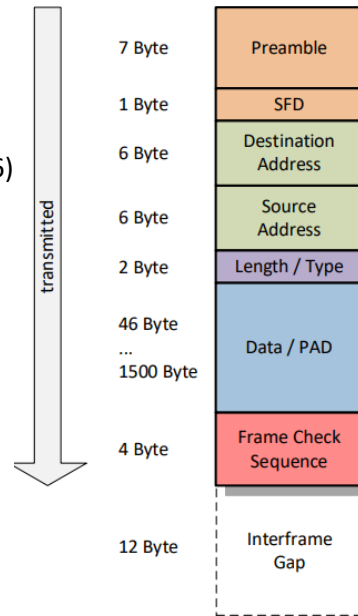 7 Byte Preamble
1 Byte SFD
6 Byte Destination
Address
6)
6 Byte Source
Address
transmitted
2 Byte Length / Type
46 Byte
...
1500 Byte
Data / PAD
4 Byte Frame Check
Sequence
12 Byte Interframe
Gap